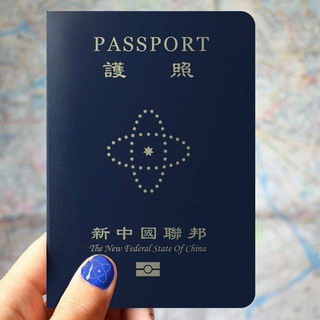 PASSPORT
護 照
新中國聯邦
The New Federal State Of China